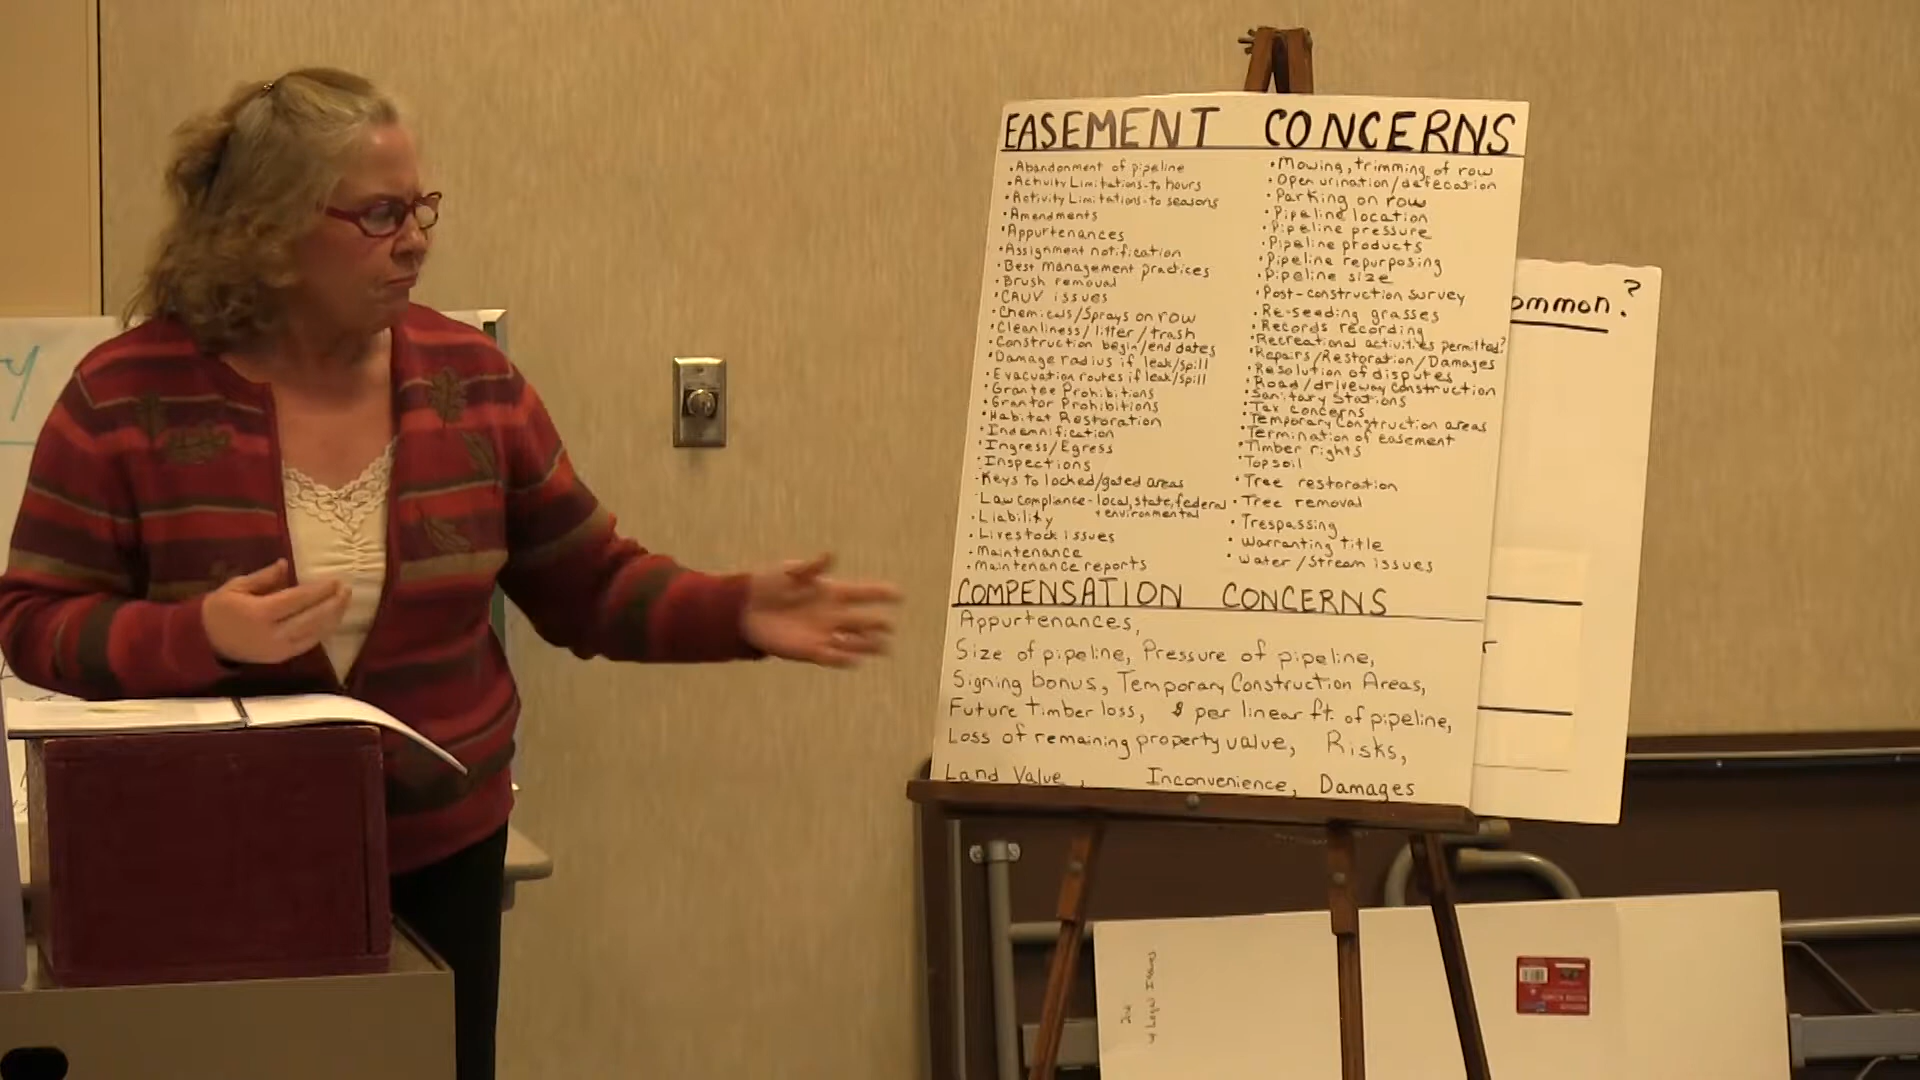 EASEMENT CONCERNS
• Abandonment of pipeline
• Activity Limitations-to hours
• Activity Limitations-to seasons
• Amendments
• Appurtenances
• Assignment notification
• Best management practices
• Brush removal
• CAUV issues
• Chemicals/Sprays on row
• Cleanliness/litter/trash
• Construction begin/end dates
• Damage radius if leak/spill
• Evacuation routes if leak/spill
• Grantee Prohibitions
• Grantor Prohibitions
• Habitat Restoration
• Indemnification
• Ingress/Egress
• Inspections
• Keys to locked/gated areas
• Law compliance - local, state, federal
+ environmental
• Liability
• Livestock issues
• Maintenance
• Maintenance reports
• Mowing, trimming of row
• Open urination/defecation
• Parking on row
• Pipeline location
• Pipeline pressure
• Pipeline products
• Pipeline repurposing
• Pipeline size
• Post-construction survey
• Re-seeding grasses
• Records recording
• Recreational activities permitted?
• Repairs/Restoration/Damages
• Resolution of disputes
• Road/driveway construction
• Sanitary Stations
• Tax concerns
• Temporary Construction areas
• Termination of easement
• Timber rights
• Topsoil
• Tree restoration
• Tree removal
• Trespassing
• Warranting title
• Water/Stream issues
COMPENSATION CONCERNS
Appurtenances,
Size of pipeline, Pressure of pipeline,
Signing bonus, Temporary Construction Areas,
Future timber loss, $ per linear ft. of pipeline,
Loss of remaining property value, Risks,
Land Value, Inconvenience, Damages
ommon?
r
y
Legal Issues